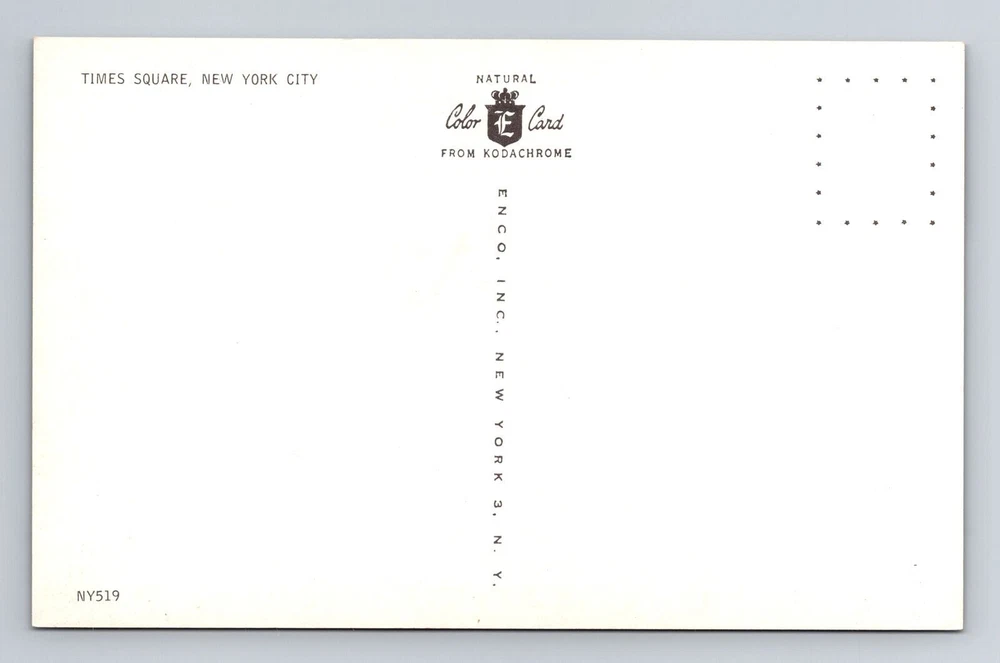 TIMES SQUARE, NEW YORK CITY
NATURAL
Color E Card
FROM KODACHROME
ENCO, INC., NEW YORK 3, N. Y.
NY519